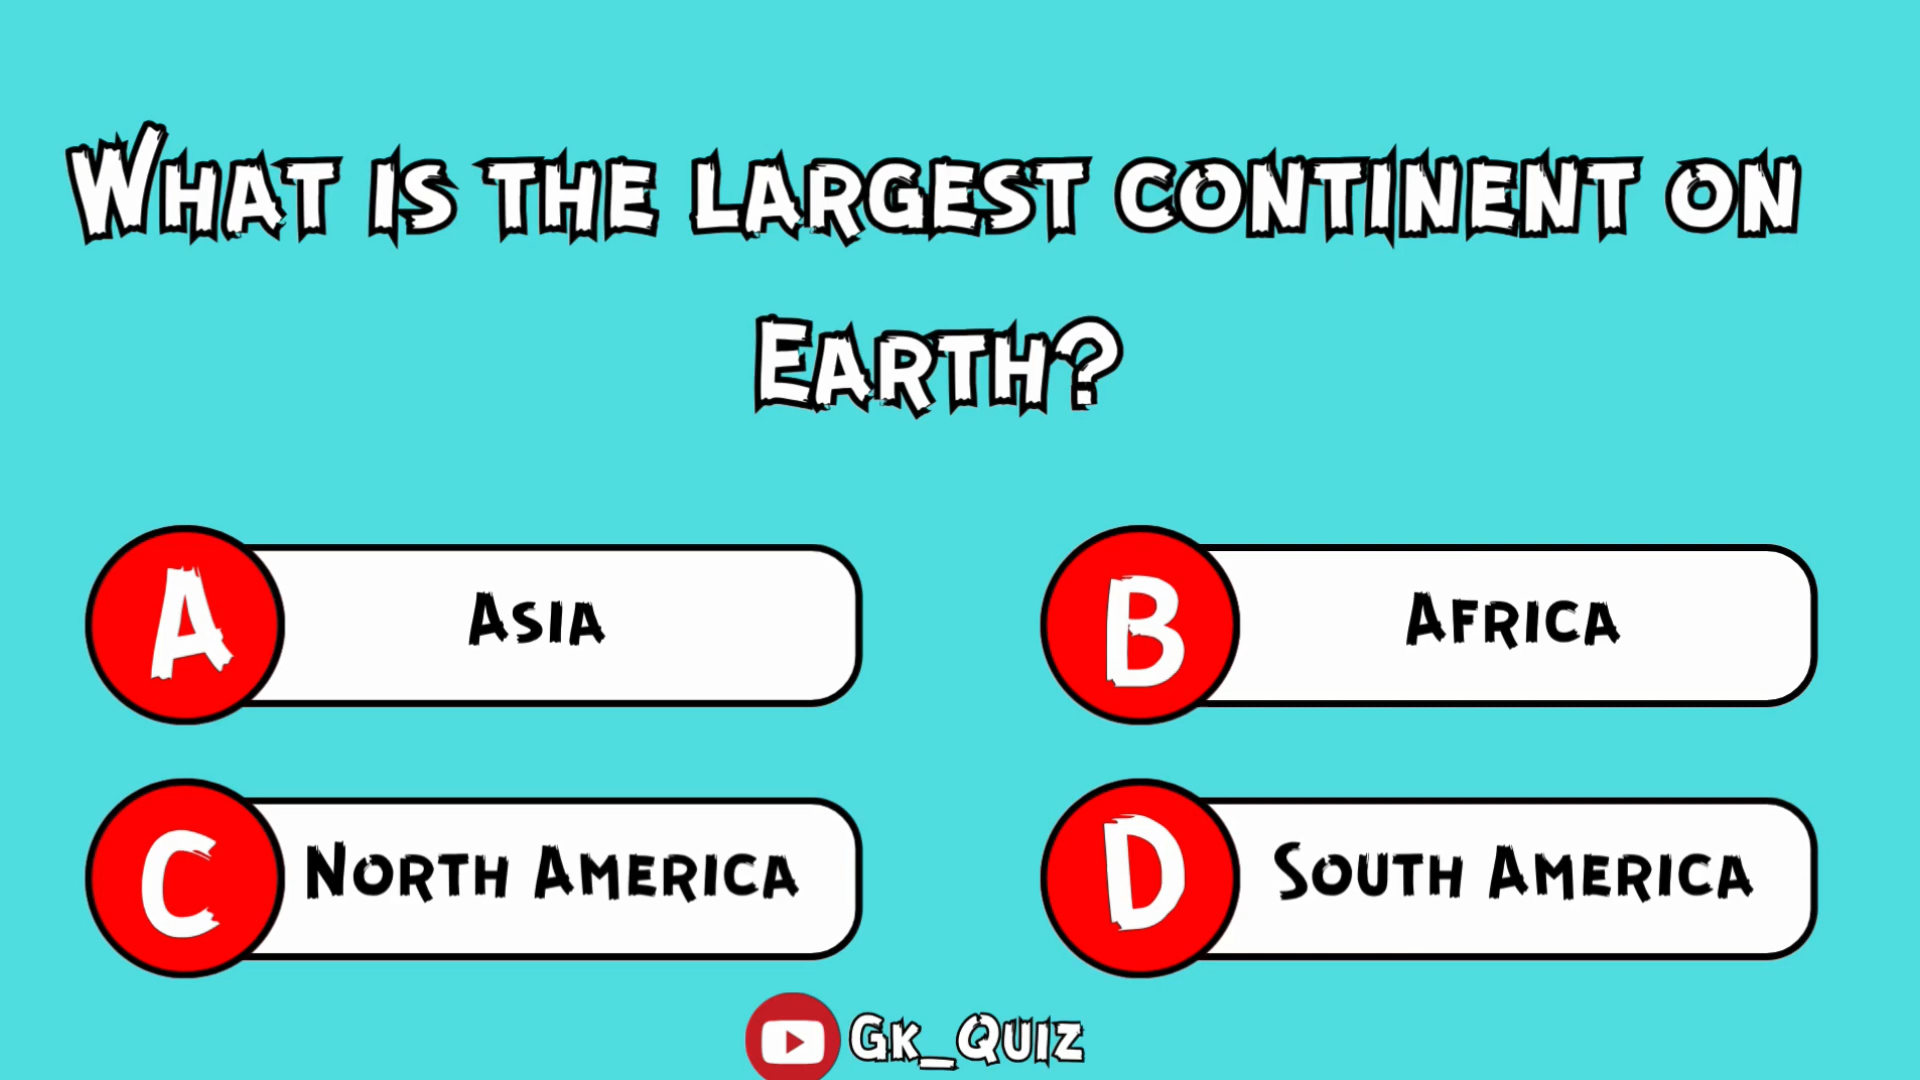 What is the largest continent on
Earth?
A Asia
B Africa
C North America
D South America
Gk_Quiz